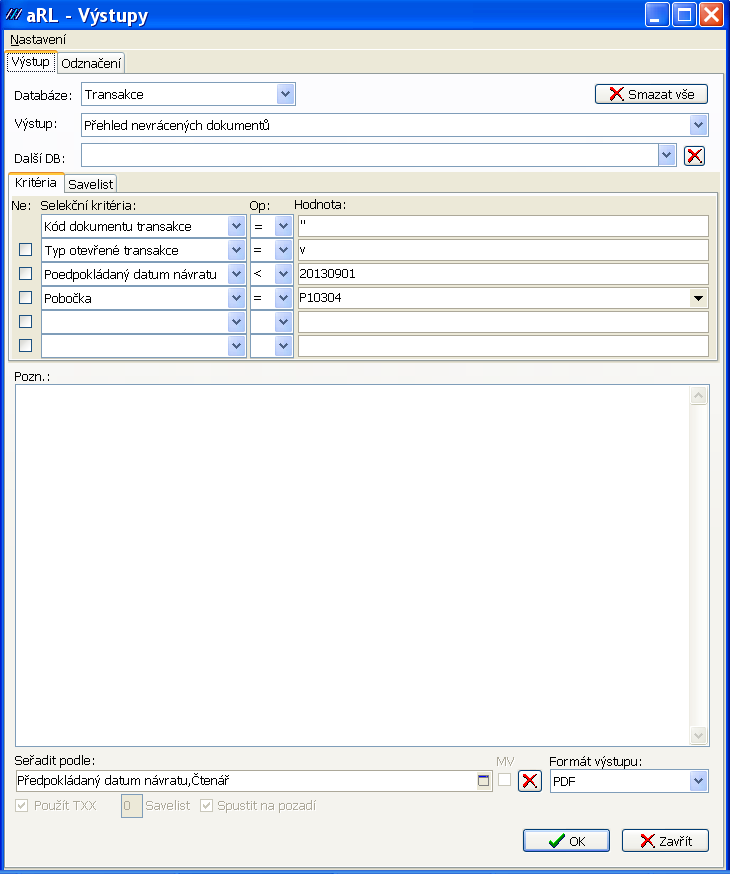 aRL - Výstupy
Nastavení
Výstup Odznačení
Databáze: Transakce Smazat vše
Výstup: Přehled nevrácených dokumentů
Další DB:
Kritéria Savelist
Ne: Selekční kritéria: Op: Hodnota:
Kód dokumentu transakce = "
Typ otevřené transakce = v
Poedpokládaný datum návratu < 20130901
Pobočka = P10304
Pozn.:
Seřadit podle: MV Formát výstupu:
Předpokládaný datum návratu,Čtenář PDF
Použít TXX 0 Savelist Spustit na pozadí
OK Zavřít